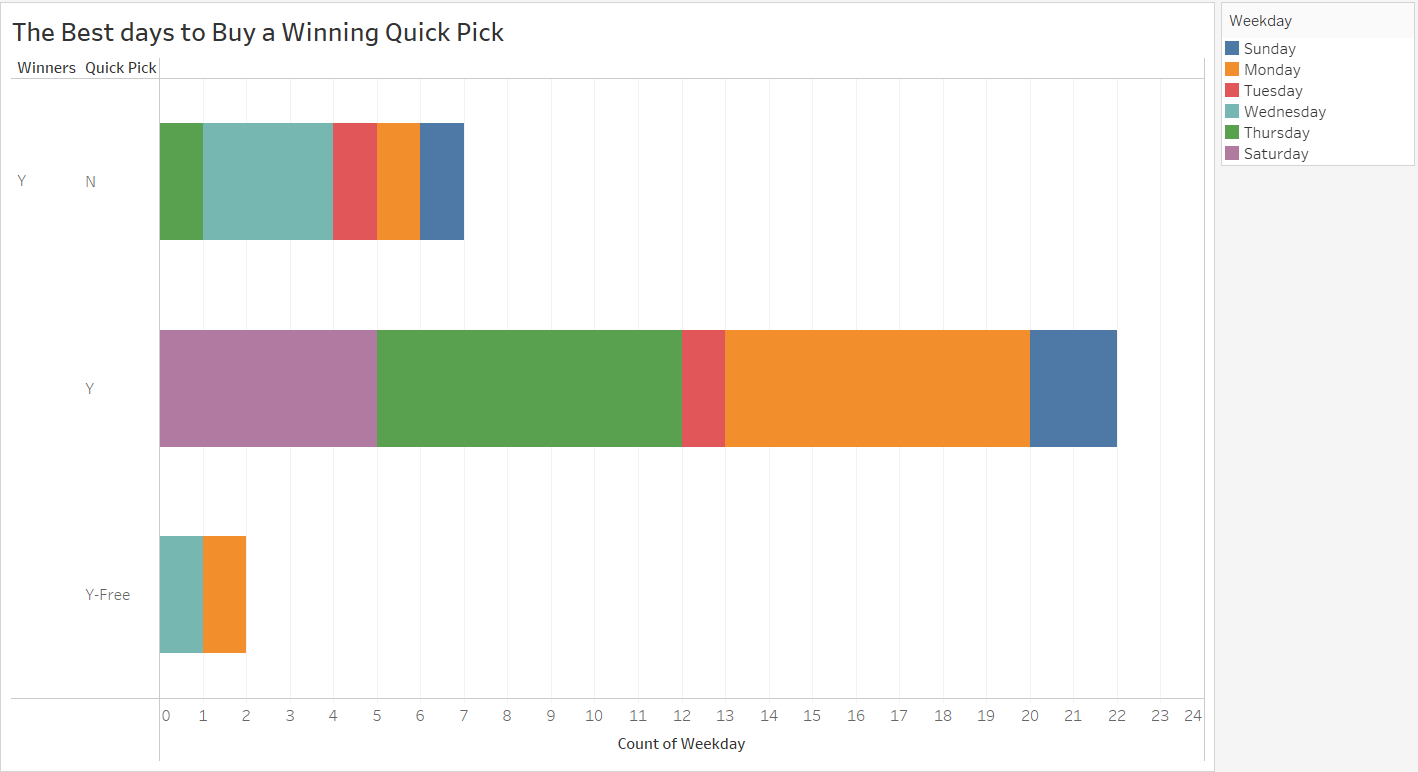 The Best days to Buy a Winning Quick Pick
Winners Quick Pick
Y N
Y
Y-Free
0 1 2 3 4 5 6 7 8 9 10 11 12 13 14 15 16 17 18 19 20 21 22 23 24
Count of Weekday
Weekday
Sunday
Monday
Tuesday
Wednesday
Thursday
Saturday